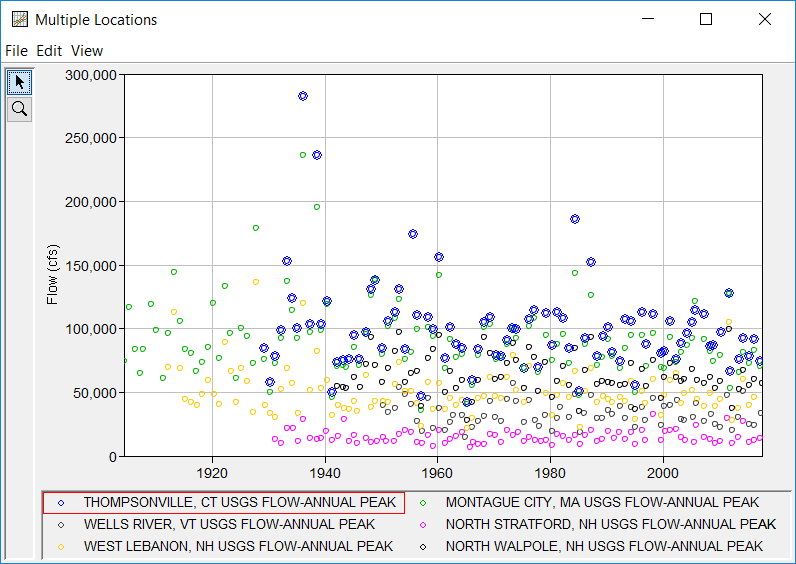 Multiple Locations
File Edit View
300,000
250,000
200,000
150,000
100,000
50,000
0
Flow (cfs)
1920 1940 1960 1980 2000
THOMPSONVILLE, CT USGS FLOW-ANNUAL PEAK MONTAGUE CITY, MA USGS FLOW-ANNUAL PEAK
WELLS RIVER, VT USGS FLOW-ANNUAL PEAK NORTH STRATFORD, NH USGS FLOW-ANNUAL PEAK
WEST LEBANON, NH USGS FLOW-ANNUAL PEAK NORTH WALPOLE, NH USGS FLOW-ANNUAL PEAK